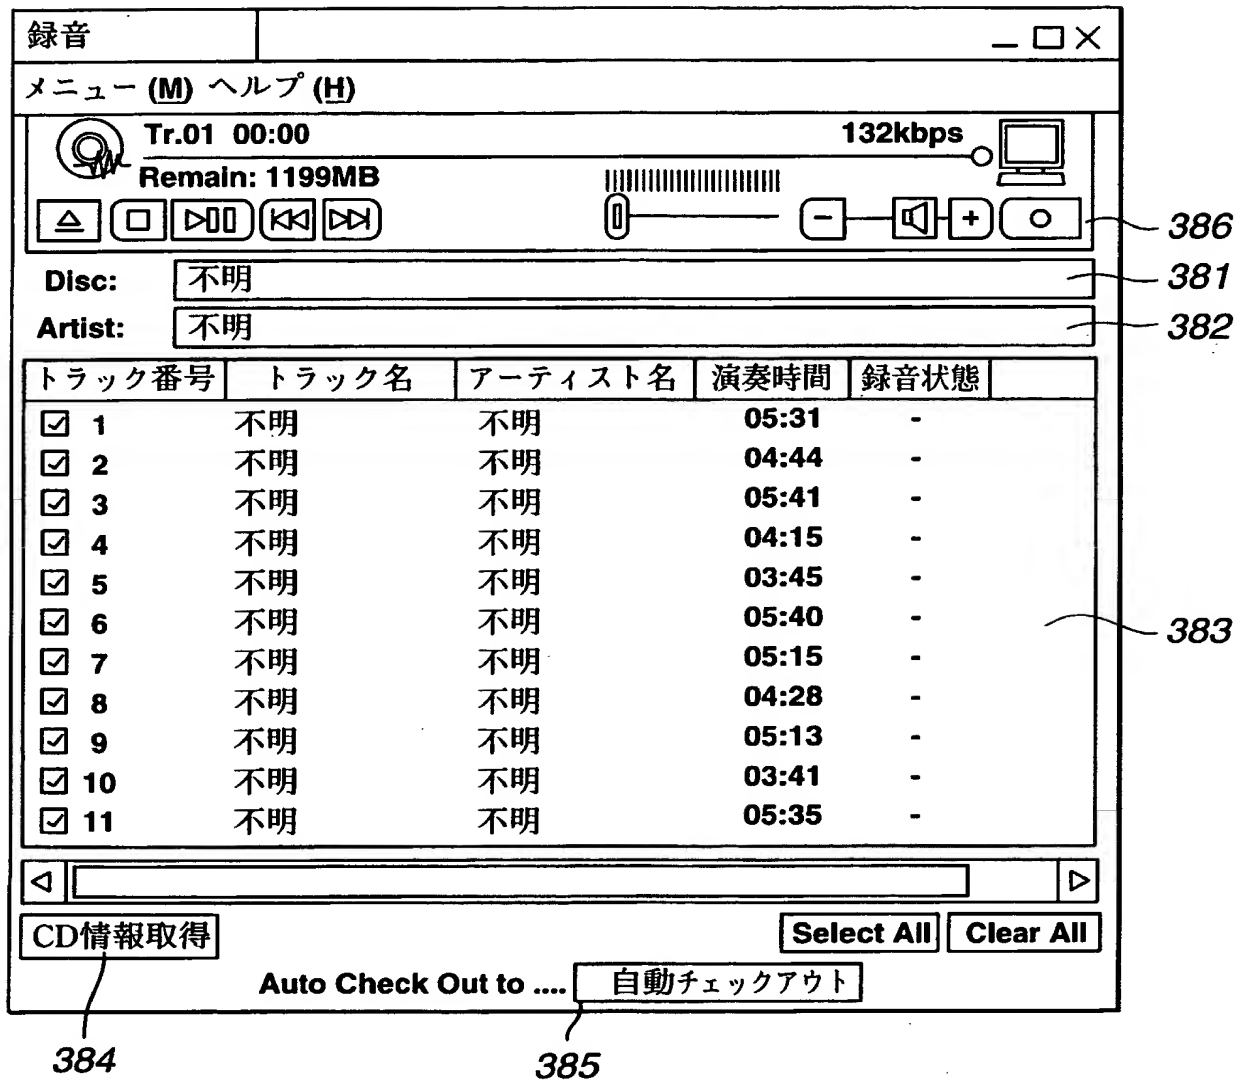 録音
メニュー (M) ヘルプ (H)
Tr.01 00:00 132kbps
Remain: 1199MB
386
Disc: 不明 381
Artist: 不明 382
トラック番号 トラック名 アーティスト名 演奏時間 録音状態
1 不明 不明 05:31 -
2 不明 不明 04:44 -
3 不明 不明 05:41 -
4 不明 不明 04:15 -
5 不明 不明 03:45 -
6 不明 不明 05:40 -
383
7 不明 不明 05:15 -
8 不明 不明 04:28 -
9 不明 不明 05:13 -
10 不明 不明 03:41 -
11 不明 不明 05:35 -
CD情報取得 Select All Clear All
Auto Check Out to .... 自動チェックアウト
384 385